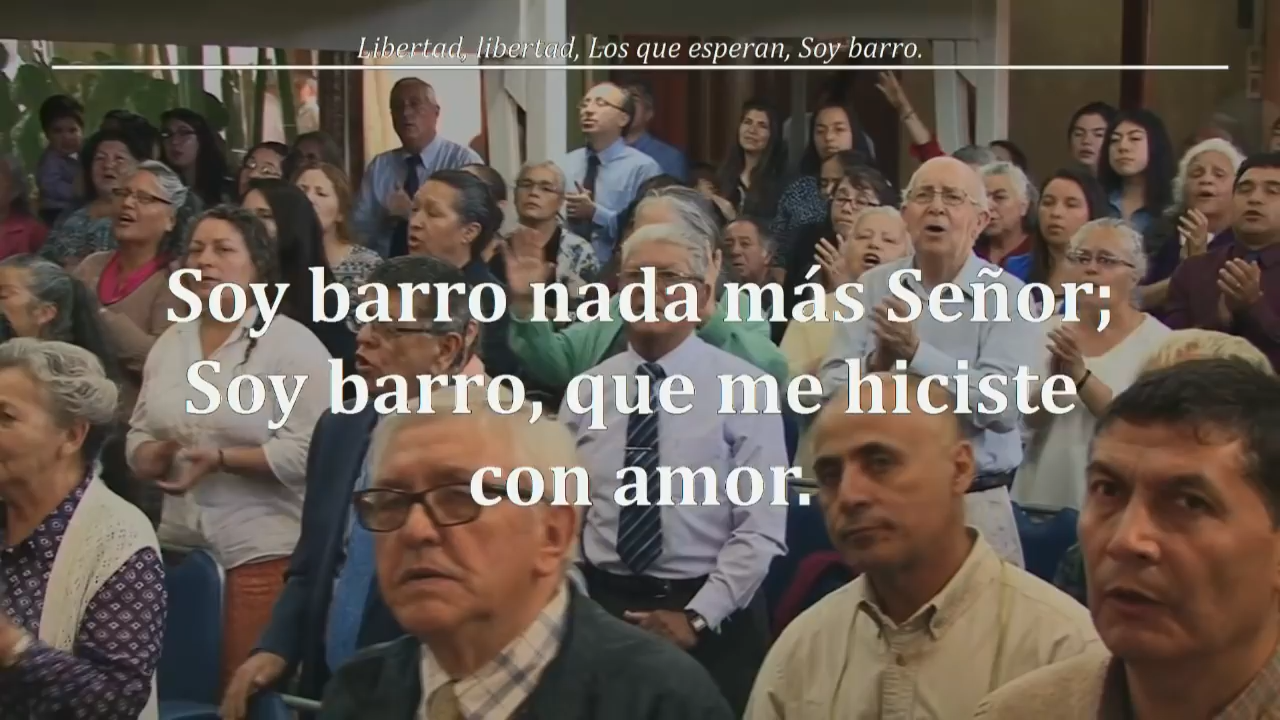 Libertad, libertad, Los que esperan, Soy barro.
Soy barro nada más Señor;
Soy barro, que me hiciste
con amor.